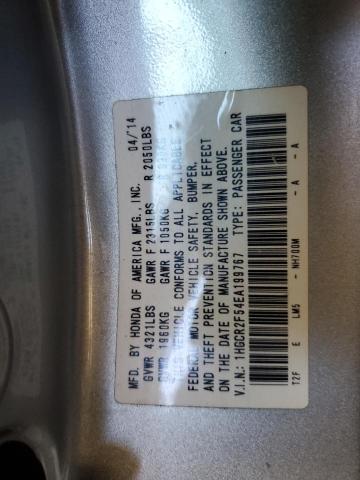 MFD. BY HONDA OF AMERICA MFG., INC. 04/'14
GVWR 4321LBS GAWR F 2315LBS R 2050LBS
GVWR 1960KG GAWR F 1050KG
VEHICLE CONFORMS TO ALL APPLICABLE
FEDERAL MOTOR VEHICLE SAFETY, BUMPER,
AND THEFT PREVENTION STANDARDS IN EFFECT
ON THE DATE OF MANUFACTURE SHOWN ABOVE.
V.I.N.: 1HGCR2F54EA199767 TYPE: PASSENGER CAR
T2F E LM5 - NH700M - A - A